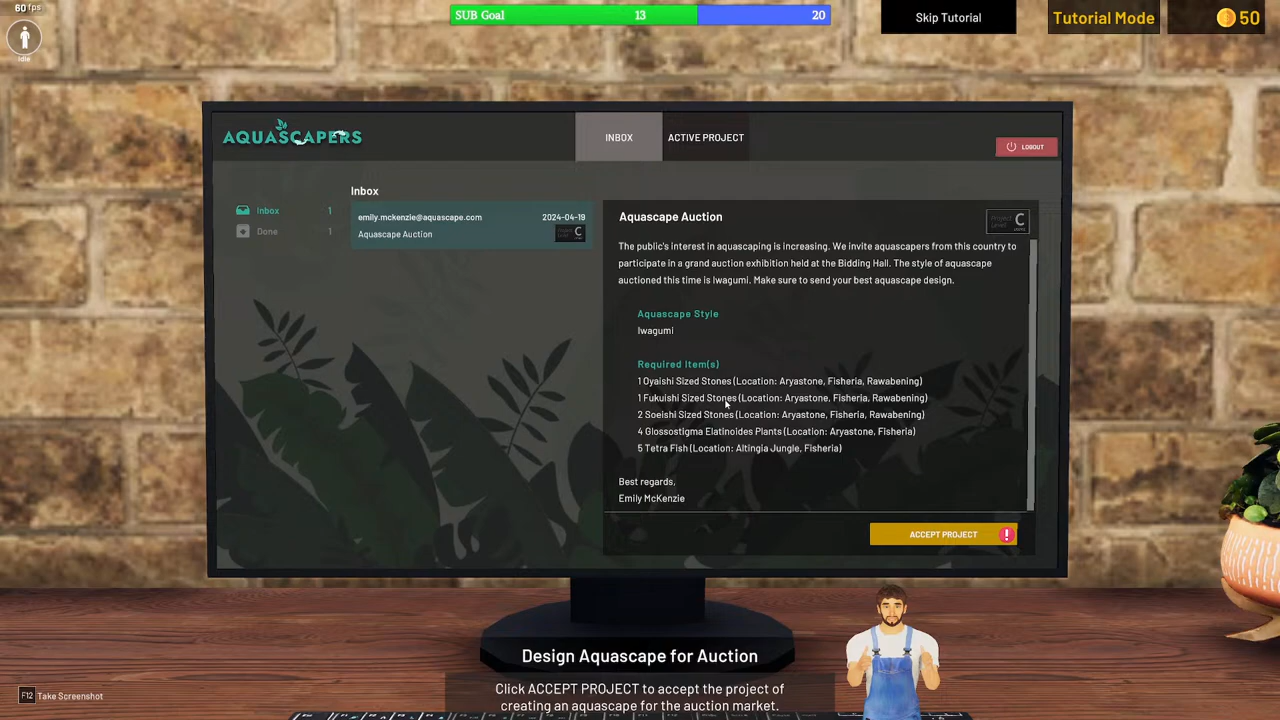 60 fps
Idle
SUB Goal 13 20
Skip Tutorial
Tutorial Mode
50
AQUASCAPERS
INBOX
ACTIVE PROJECT
LOGOUT
Inbox 1
Done 1
Inbox
emily.mckenzie@aquascape.com 2024-04-19
Aquascape Auction C
Aquascape Auction
Project Level C
The public's interest in aquascaping is increasing. We invite aquascapers from this country to
participate in a grand auction exhibition held at the Bidding Hall. The style of aquascape
auctioned this time is Iwagumi. Make sure to send your best aquascape design.
Aquascape Style
Iwagumi
Required Item(s)
1 Oyaishi Sized Stones (Location: Aryastone, Fisheria, Rawabening)
1 Fukuishi Sized Stones (Location: Aryastone, Fisheria, Rawabening)
2 Soeishi Sized Stones (Location: Aryastone, Fisheria, Rawabening)
4 Glossostigma Elatinoides Plants (Location: Aryastone, Fisheria)
5 Tetra Fish (Location: Altingia Jungle, Fisheria)
Best regards,
Emily McKenzie
ACCEPT PROJECT !
Design Aquascape for Auction
Click ACCEPT PROJECT to accept the project of
creating an aquascape for the auction market.
F12 Take Screenshot